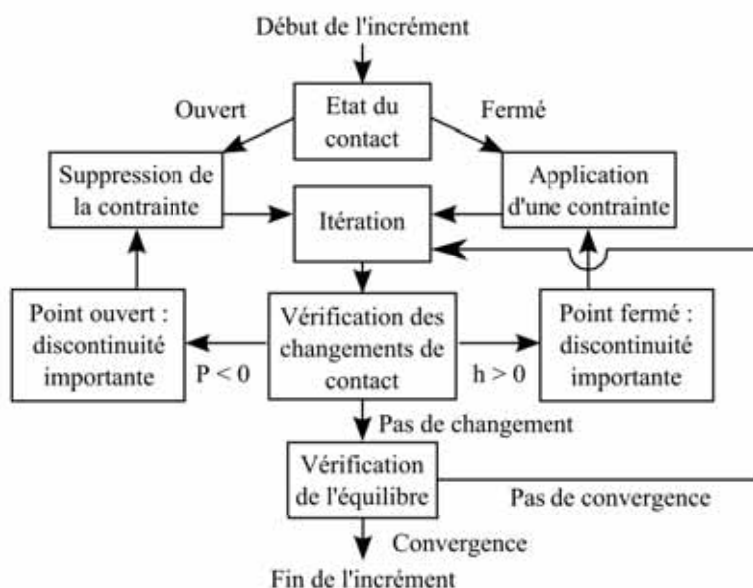 Début de l'incrément
Ouvert
Etat du
contact
Fermé
Suppression de
la contrainte
Itération
Application
d'une contrainte
Point ouvert :
discontinuité
importante
P < 0
Vérification des
changements de
contact
h > 0
Point fermé :
discontinuité
importante
Pas de changement
Vérification
de l'équilibre
Pas de convergence
Convergence
Fin de l'incrément